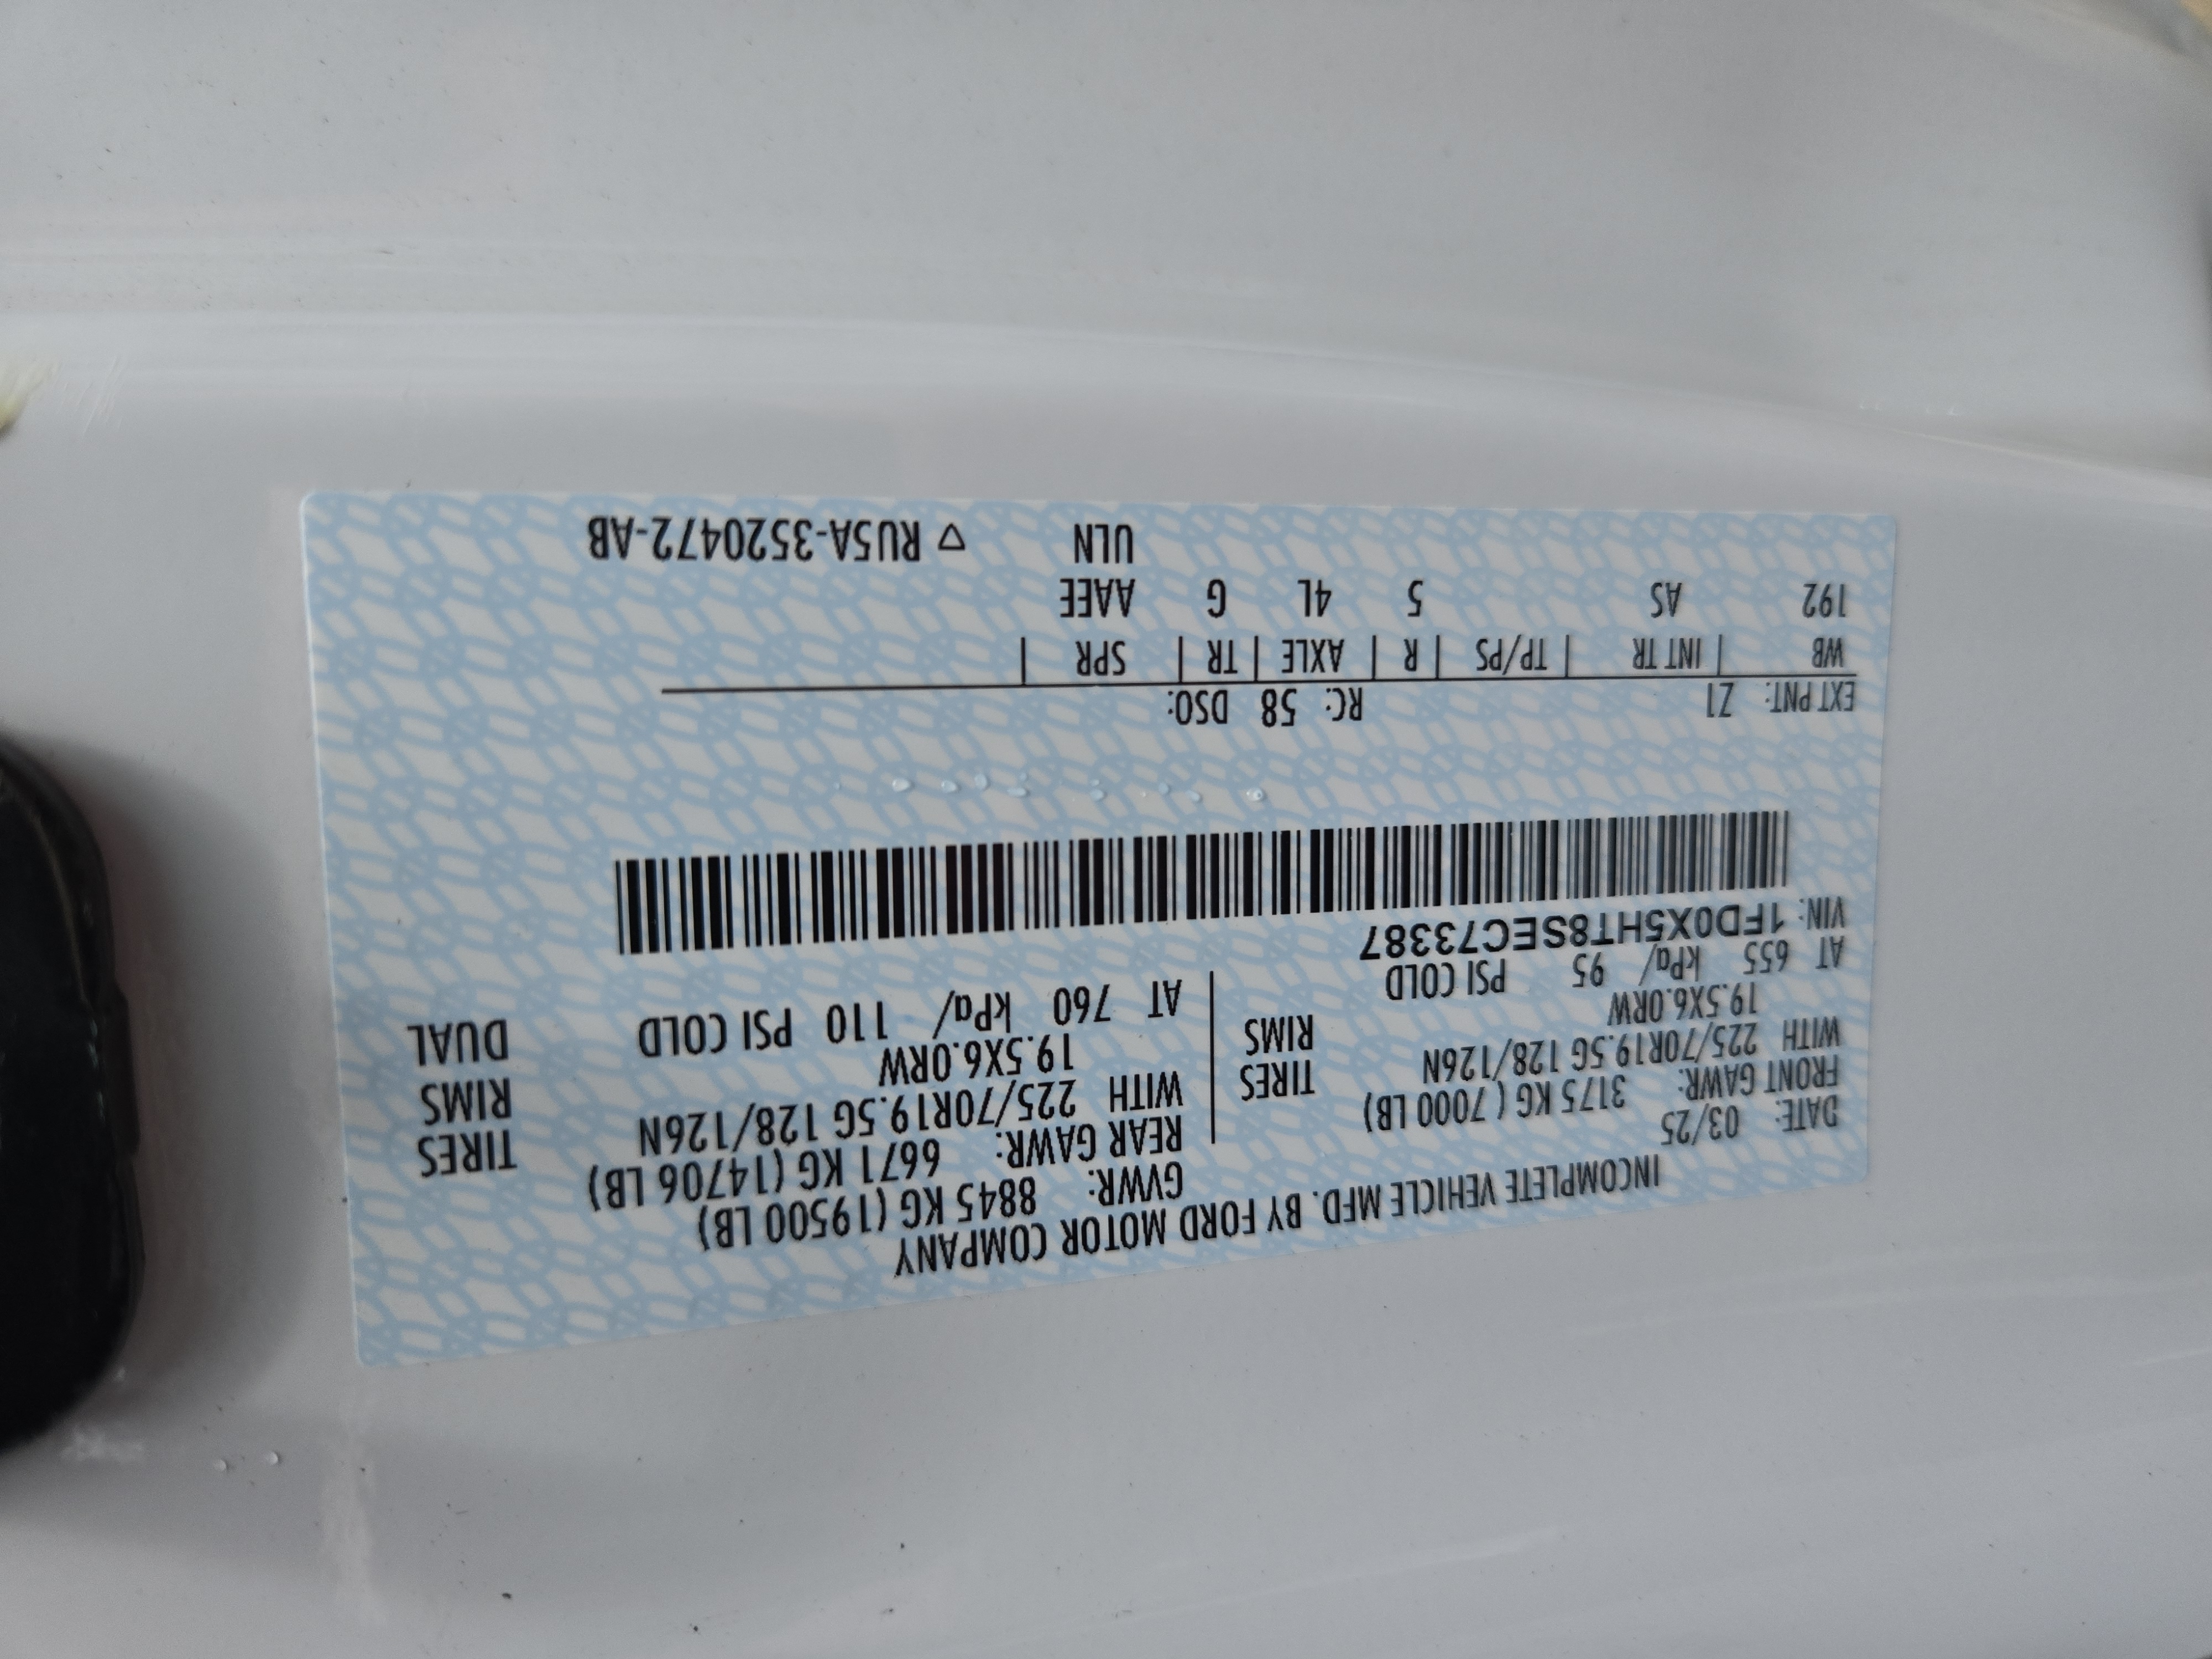 INCOMPLETE VEHICLE MFD. BY FORD MOTOR COMPANY
DATE: 03/25 GVWR: 8845 KG (19500 LB)
FRONT GAWR: 3175 KG ( 7000 LB) REAR GAWR: 6671 KG (14706 LB)
WITH 225/70R19.5G 128/126N TIRES WITH 225/70R19.5G 128/126N TIRES
19.5X6.0RW RIMS 19.5X6.0RW RIMS
AT 655 kPa/ 95 PSI COLD AT 760 kPa/ 110 PSI COLD DUAL
VIN: 1FD0X5HT8SEC73387
EXT PNT: Z1 RC: 58 DSO:
WB | INT TR | TP/PS | R | AXLE | TR | SPR |
192 AS 5 4L G AAEE
ULN ▽ RU5A-3520472-AB